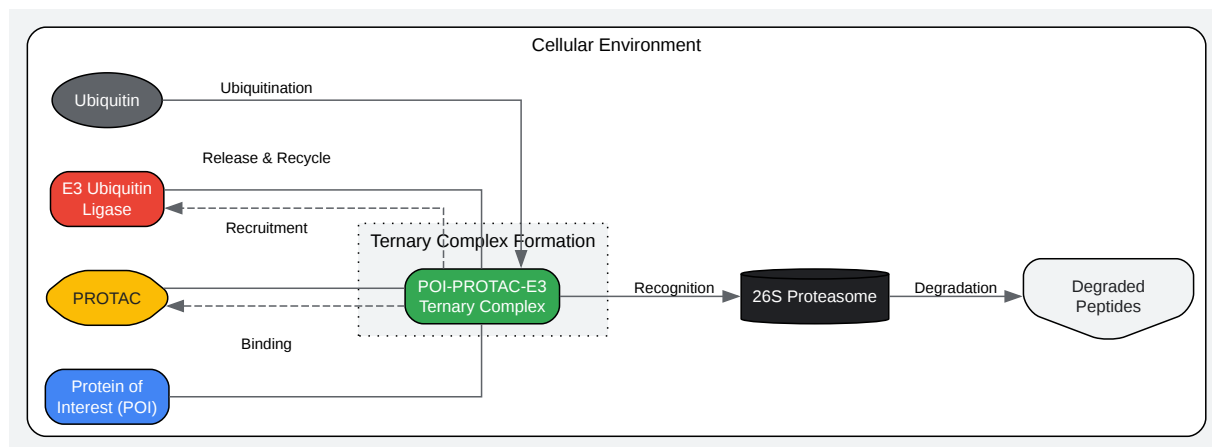 Cellular Environment
Ubiquitin
Ubiquitination
Release & Recycle
E3 Ubiquitin
Ligase
Recruitment
Ternary Complex Formation
PROTAC
POI-PROTAC-E3
Ternary Complex
Recognition
26S Proteasome
Degradation
Degraded
Peptides
Binding
Protein of
Interest (POI)